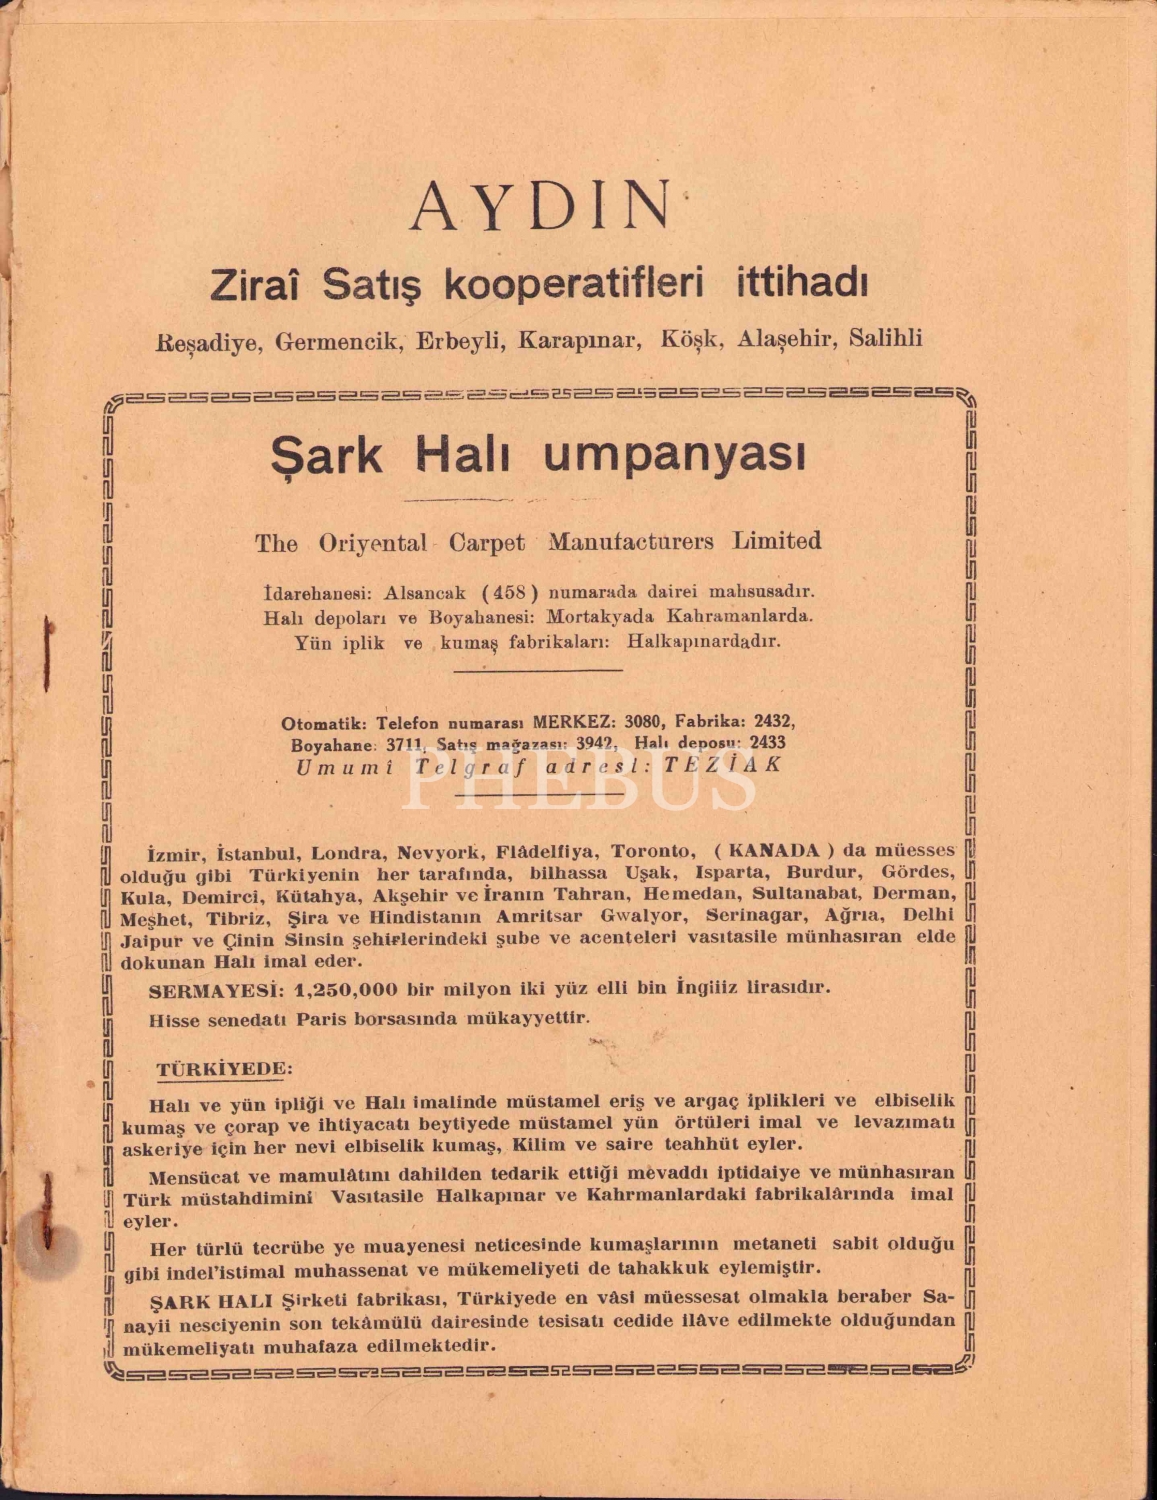 AYDIN
Ziraî Satış kooperatifleri ittihadı
Reşadiye, Germencik, Erbeyli, Karapınar, Köşk, Alaşehir, Salihli
Şark Halı umpanyası
The Oriyental Carpet Manufacturers Limited
İdarehanesi: Alsancak (458) numarada dairei mahsusadır.
Halı depoları ve Boyahanesi: Mortakyada Kahramanlarda.
Yün iplik ve kumaş fabrikaları: Halkapınardadır.
Otomatik: Telefon numarası MERKEZ: 3080, Fabrika: 2432,
Boyahane: 3711, Satış mağazası: 3942, Halı deposu: 2433
Umumî Telgraf adresi: TEZİAK
PHEBUS
İzmir, İstanbul, Londra, Nevyork, Flâdelfiya, Toronto, ( KANADA ) da müesses
olduğu gibi Türkiyenin her tarafında, bilhassa Uşak, Isparta, Burdur, Gördes,
Kula, Demirci, Kütahya, Akşehir ve İranın Tahran, Hemedan, Sultanabat, Derman,
Meşhet, Tibriz, Şira ve Hindistanın Amritsar Gwalyor, Serinagar, Ağrıa, Delhi
Jaipur ve Çinin Sinsin şehirlerindeki şube ve acenteleri vasıtasile münhasıran elde
dokunan Halı imal eder.
SERMAYESİ: 1,250,000 bir milyon iki yüz elli bin İngiiiz lirasıdır.
Hisse senedatı Paris borsasında mükayyettir.
TÜRKİYEDE:
Halı ve yün ipliği ve Halı imalinde müstamel eriş ve argaç iplikleri ve elbiselik
kumaş ve çorap ve ihtiyacatı beytiyede müstamel yün örtüleri imal ve levazımatı
askeriye için her nevi elbiselik kumaş, Kilim ve saire teahhüt eyler.
Mensücat ve mamulâtını dahilden tedarik ettiği mevaddı iptidaiye ve münhasıran
Türk müstahdimini Vasıtasile Halkapınar ve Kahrmanlardaki fabrikalârında imal
eyler.
Her türlü tecrübe ye muayenesi neticesinde kumaşlarının metaneti sabit olduğu
gibi indel'istimal muhassenat ve mükemeliyeti de tahakkuk eylemiştir.
ŞARK HALI Şirketi fabrikası, Türkiyede en vâsi müessesat olmakla beraber Sa-
nayii nesciyenin son tekâmülü dairesinde tesisatı cedide ilâve edilmekte olduğundan
mükemeliyatı muhafaza edilmektedir.